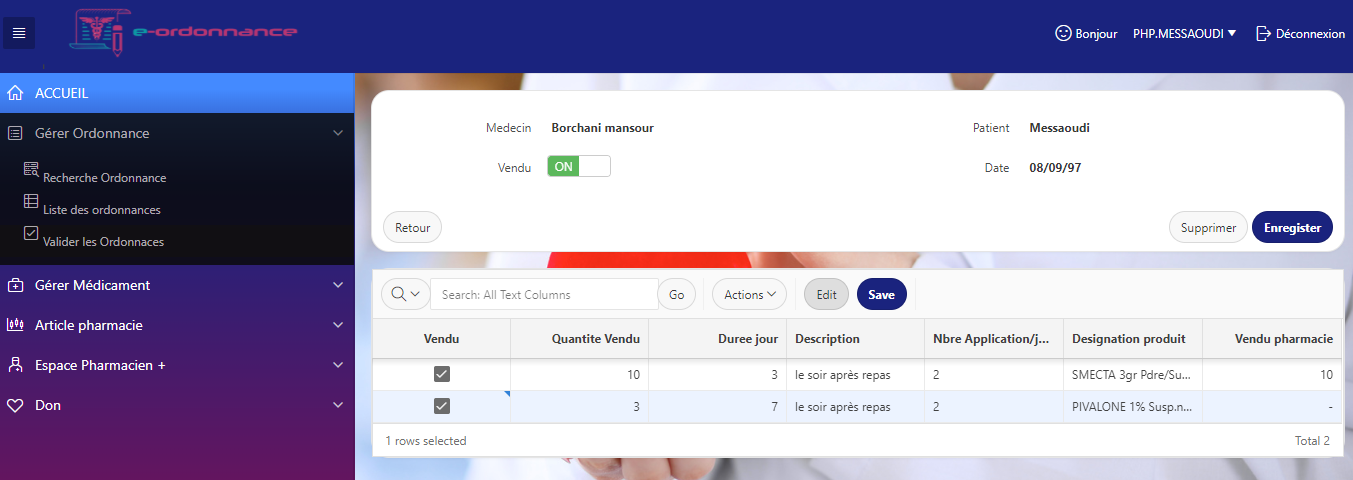 e-ordonnance
Bonjour PHP.MESSAOUDI Déconnexion
ACCUEIL
Gérer Ordonnance
Recherche Ordonnance
Liste des ordonnances
Valider les Ordonnaces
Gérer Médicament
Article pharmacie
Espace Pharmacien +
Don
Medecin Borchani mansour Patient Messaoudi
Vendu ON Date 08/09/97
Retour Supprimer Enregister
Search: All Text Columns Go Actions Edit Save
Vendu Quantite Vendu Duree jour Description Nbre Application/j... Designation produit Vendu pharmacie
10 3 le soir après repas 2 SMECTA 3gr Pdre/Su... 10
3 7 le soir après repas 2 PIVALONE 1% Susp.n... -
1 rows selected Total 2